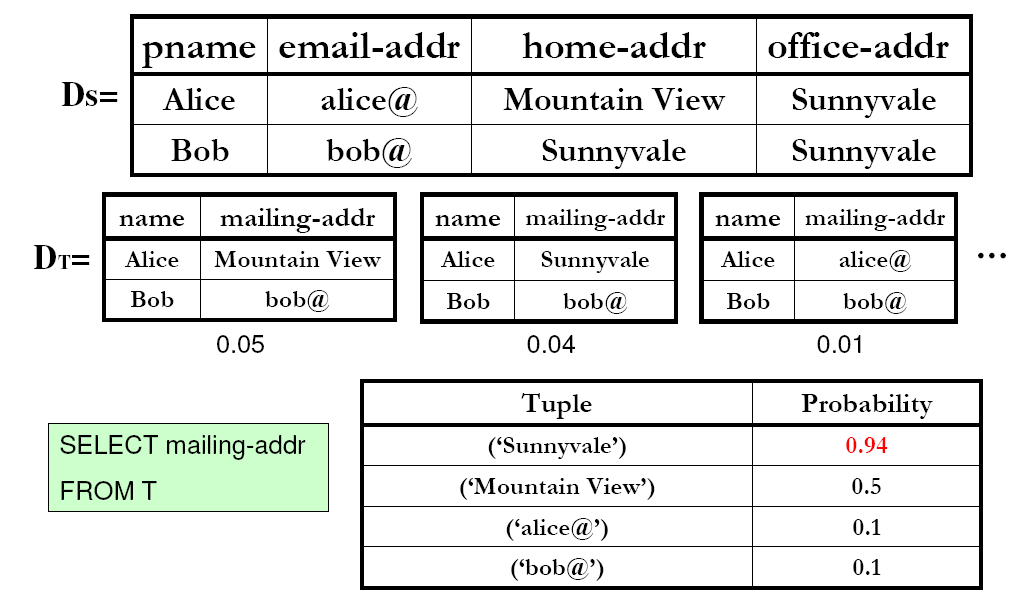 pname email-addr home-addr office-addr
Ds=
Alice alice@ Mountain View Sunnyvale
Bob bob@ Sunnyvale Sunnyvale
name mailing-addr name mailing-addr name mailing-addr
DT= Alice Mountain View Alice Sunnyvale Alice alice@ ...
Bob bob@ Bob bob@ Bob bob@
0.05 0.04 0.01
Tuple Probability
SELECT mailing-addr
FROM T
(‘Sunnyvale’) 0.94
(‘Mountain View’) 0.5
(‘alice@’) 0.1
(‘bob@’) 0.1